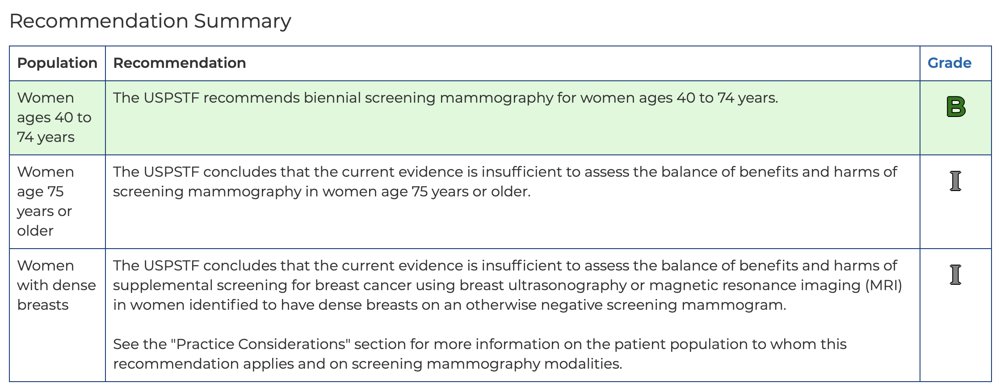 Recommendation Summary
Population
Recommendation
Grade
Women
ages 40 to
74 years
The USPSTF recommends biennial screening mammography for women ages 40 to 74 years.
B
Women
age 75
years or
older
The USPSTF concludes that the current evidence is insufficient to assess the balance of benefits and harms of
screening mammography in women age 75 years or older.
I
Women
with dense
breasts
The USPSTF concludes that the current evidence is insufficient to assess the balance of benefits and harms of
supplemental screening for breast cancer using breast ultrasonography or magnetic resonance imaging (MRI)
in women identified to have dense breasts on an otherwise negative screening mammogram.
See the "Practice Considerations" section for more information on the patient population to whom this
recommendation applies and on screening mammography modalities.
I